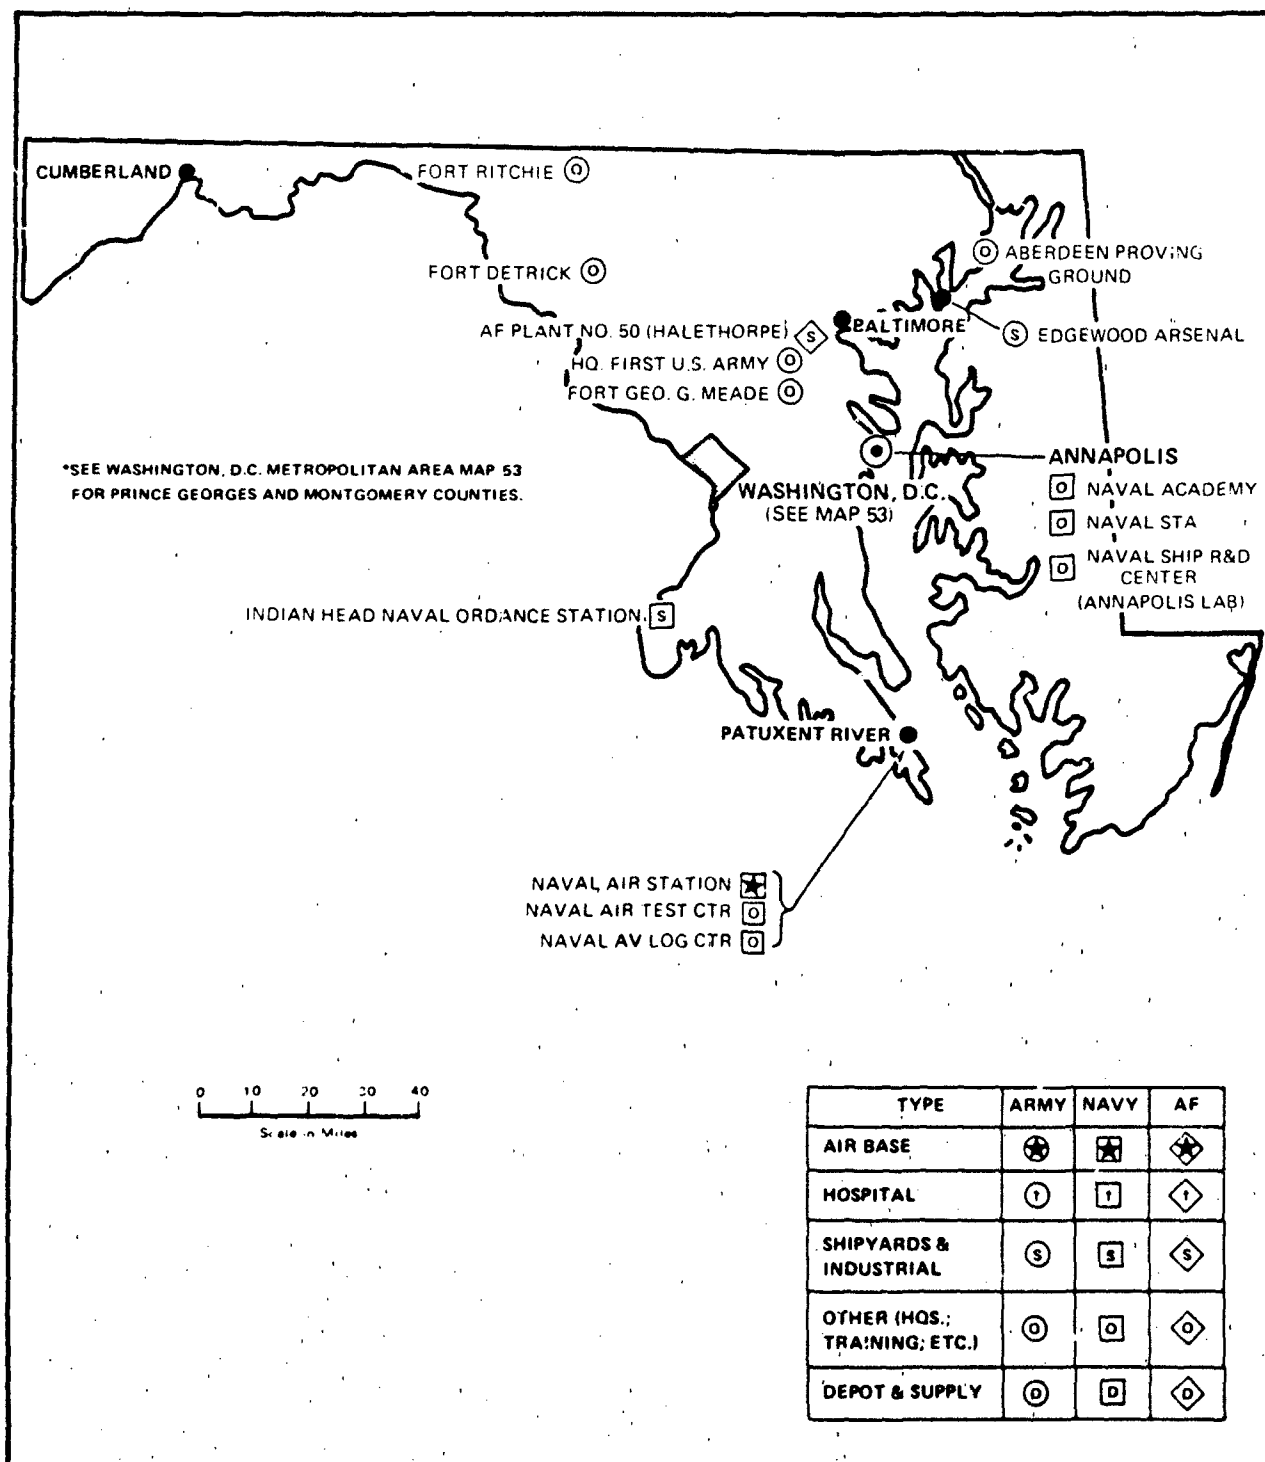 CUMBERLAND
FORT RITCHIE O
FORT DETRICK O
O ABERDEEN PROVING
GROUND
AF PLANT NO. 50 (HALETHORPE) S
BALTIMORE
S EDGEWOOD ARSENAL
HQ. FIRST U.S. ARMY O
FORT GEO. G. MEADE O
*SEE WASHINGTON, D.C. METROPOLITAN AREA MAP 53
FOR PRINCE GEORGES AND MONTGOMERY COUNTIES.
WASHINGTON, D.C.
(SEE MAP 53)
ANNAPOLIS
O NAVAL ACADEMY
O NAVAL STA
O NAVAL SHIP R&D
CENTER
(ANNAPOLIS LAB)
INDIAN HEAD NAVAL ORDANCE STATION. S
PATUXENT RIVER
NAVAL AIR STATION
NAVAL AIR TEST CTR O
NAVAL AV LOG CTR O
0 10 20 30 40
Scale in Miles
TYPE ARMY NAVY AF
AIR BASE
HOSPITAL † † †
SHIPYARDS &
INDUSTRIAL S S S
OTHER (HQS.;
TRAINING; ETC.) O O O
DEPOT & SUPPLY D D D